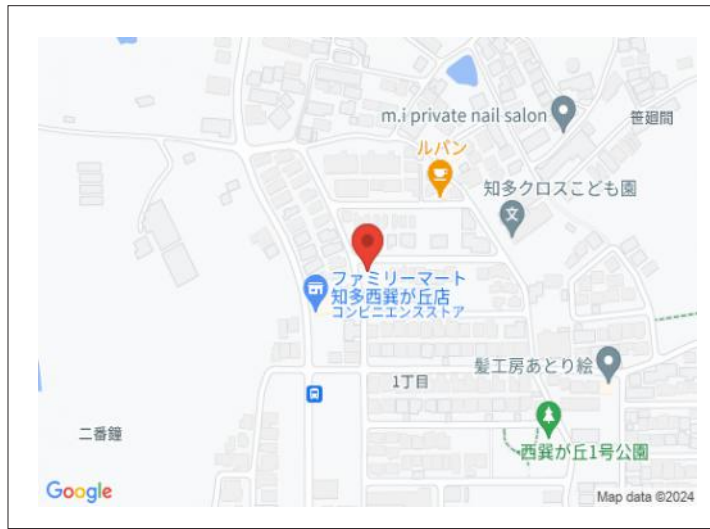 m.i private nail salon
笹廻間
ルパン
知多クロスこども園
ファミリーマート
知多西巽が丘店
コンビニエンスストア
1丁目
髪工房あとり絵
二番鐘
西巽が丘1号公園
Google
Map data ©2024